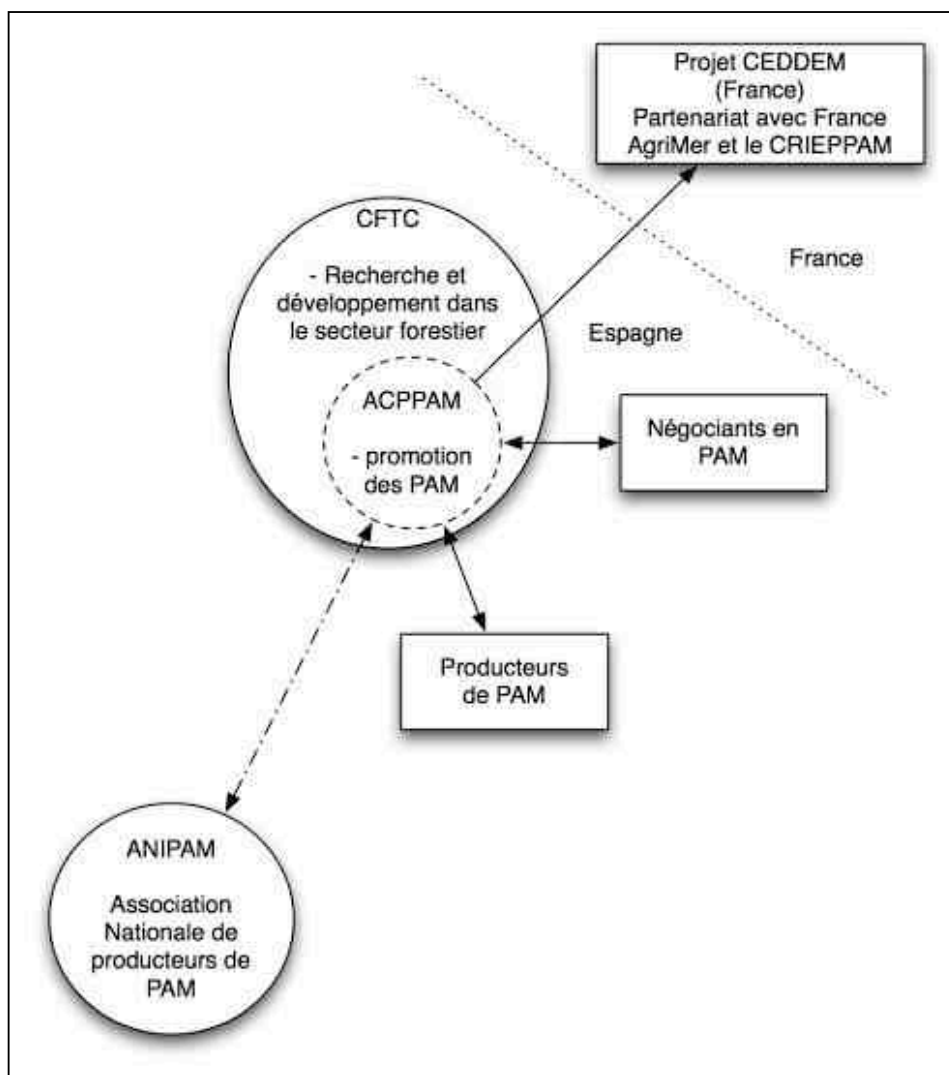 Projet CEDDEM
(France)
Partenariat avec France
AgriMer et le CRIEPPAM
CFTC
- Recherche et
développement dans
le secteur forestier
France
Espagne
ACPPAM
- promotion
des PAM
Négociants en
PAM
Producteurs
de PAM
ANIPAM
Association
Nationale de
producteurs de
PAM